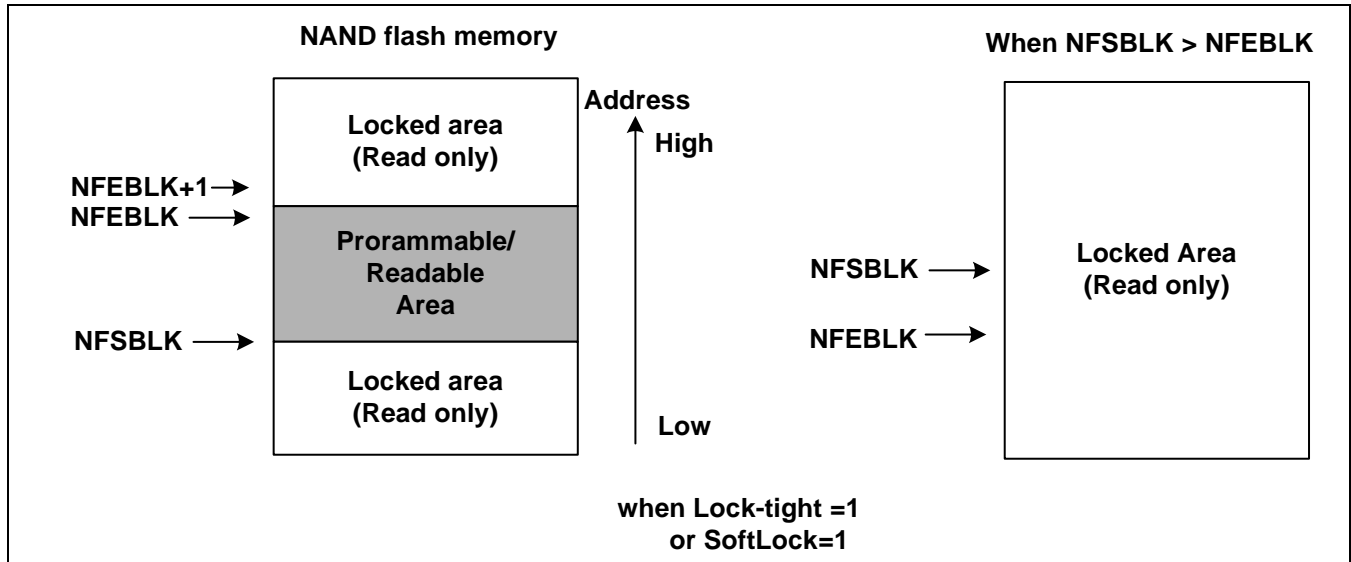 NAND flash memory
When NFSBLK > NFEBLK
Address
High
Low
Locked area
(Read only)
NFEBLK+1
NFEBLK
Prorammable/
Readable
Area
NFSBLK
Locked area
(Read only)
NFSBLK
NFEBLK
Locked Area
(Read only)
when Lock-tight =1
or SoftLock=1